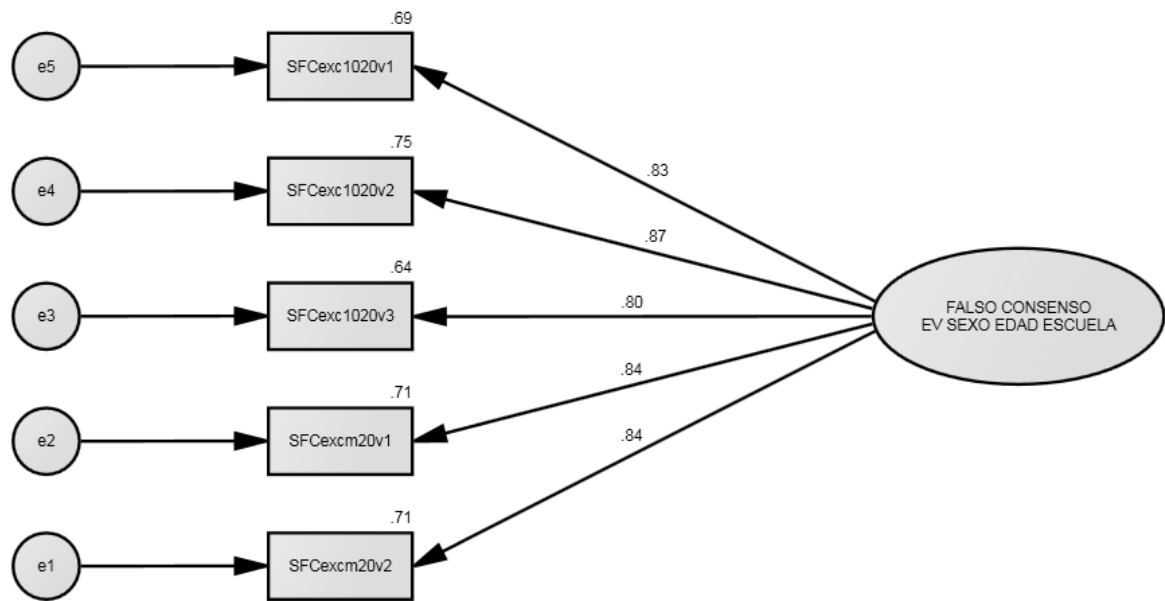 .69
e5
SFCexc1020v1
.83
.75
e4
SFCexc1020v2
.87
.64
e3
SFCexc1020v3
.80
FALSO CONSENSO
EV SEXO EDAD ESCUELA
.71
e2
SFCexcm20v1
.84
.71
e1
SFCexcm20v2
.84